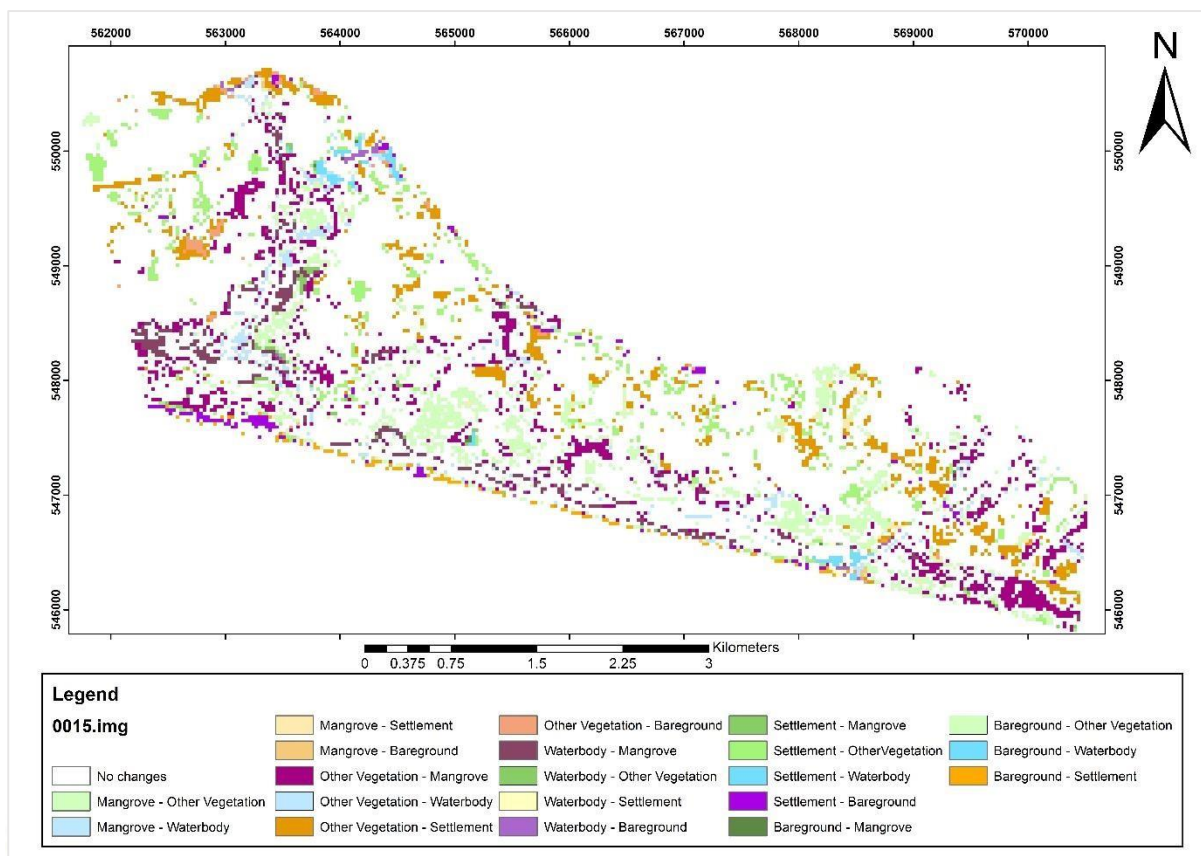 562000 563000 564000 565000 566000 567000 568000 569000 570000
N
550000 550000
549000 549000
548000 548000
547000 547000
546000 546000
Kilometers
0 0.375 0.75 1.5 2.25 3
Legend
0015.img
No changes
Mangrove - Other Vegetation
Mangrove - Waterbody
Mangrove - Settlement
Mangrove - Bareground
Other Vegetation - Mangrove
Other Vegetation - Waterbody
Other Vegetation - Settlement
Other Vegetation - Bareground
Waterbody - Mangrove
Waterbody - Other Vegetation
Waterbody - Settlement
Waterbody - Bareground
Settlement - Mangrove
Settlement - OtherVegetation
Settlement - Waterbody
Settlement - Bareground
Bareground - Mangrove
Bareground - Other Vegetation
Bareground - Waterbody
Bareground - Settlement